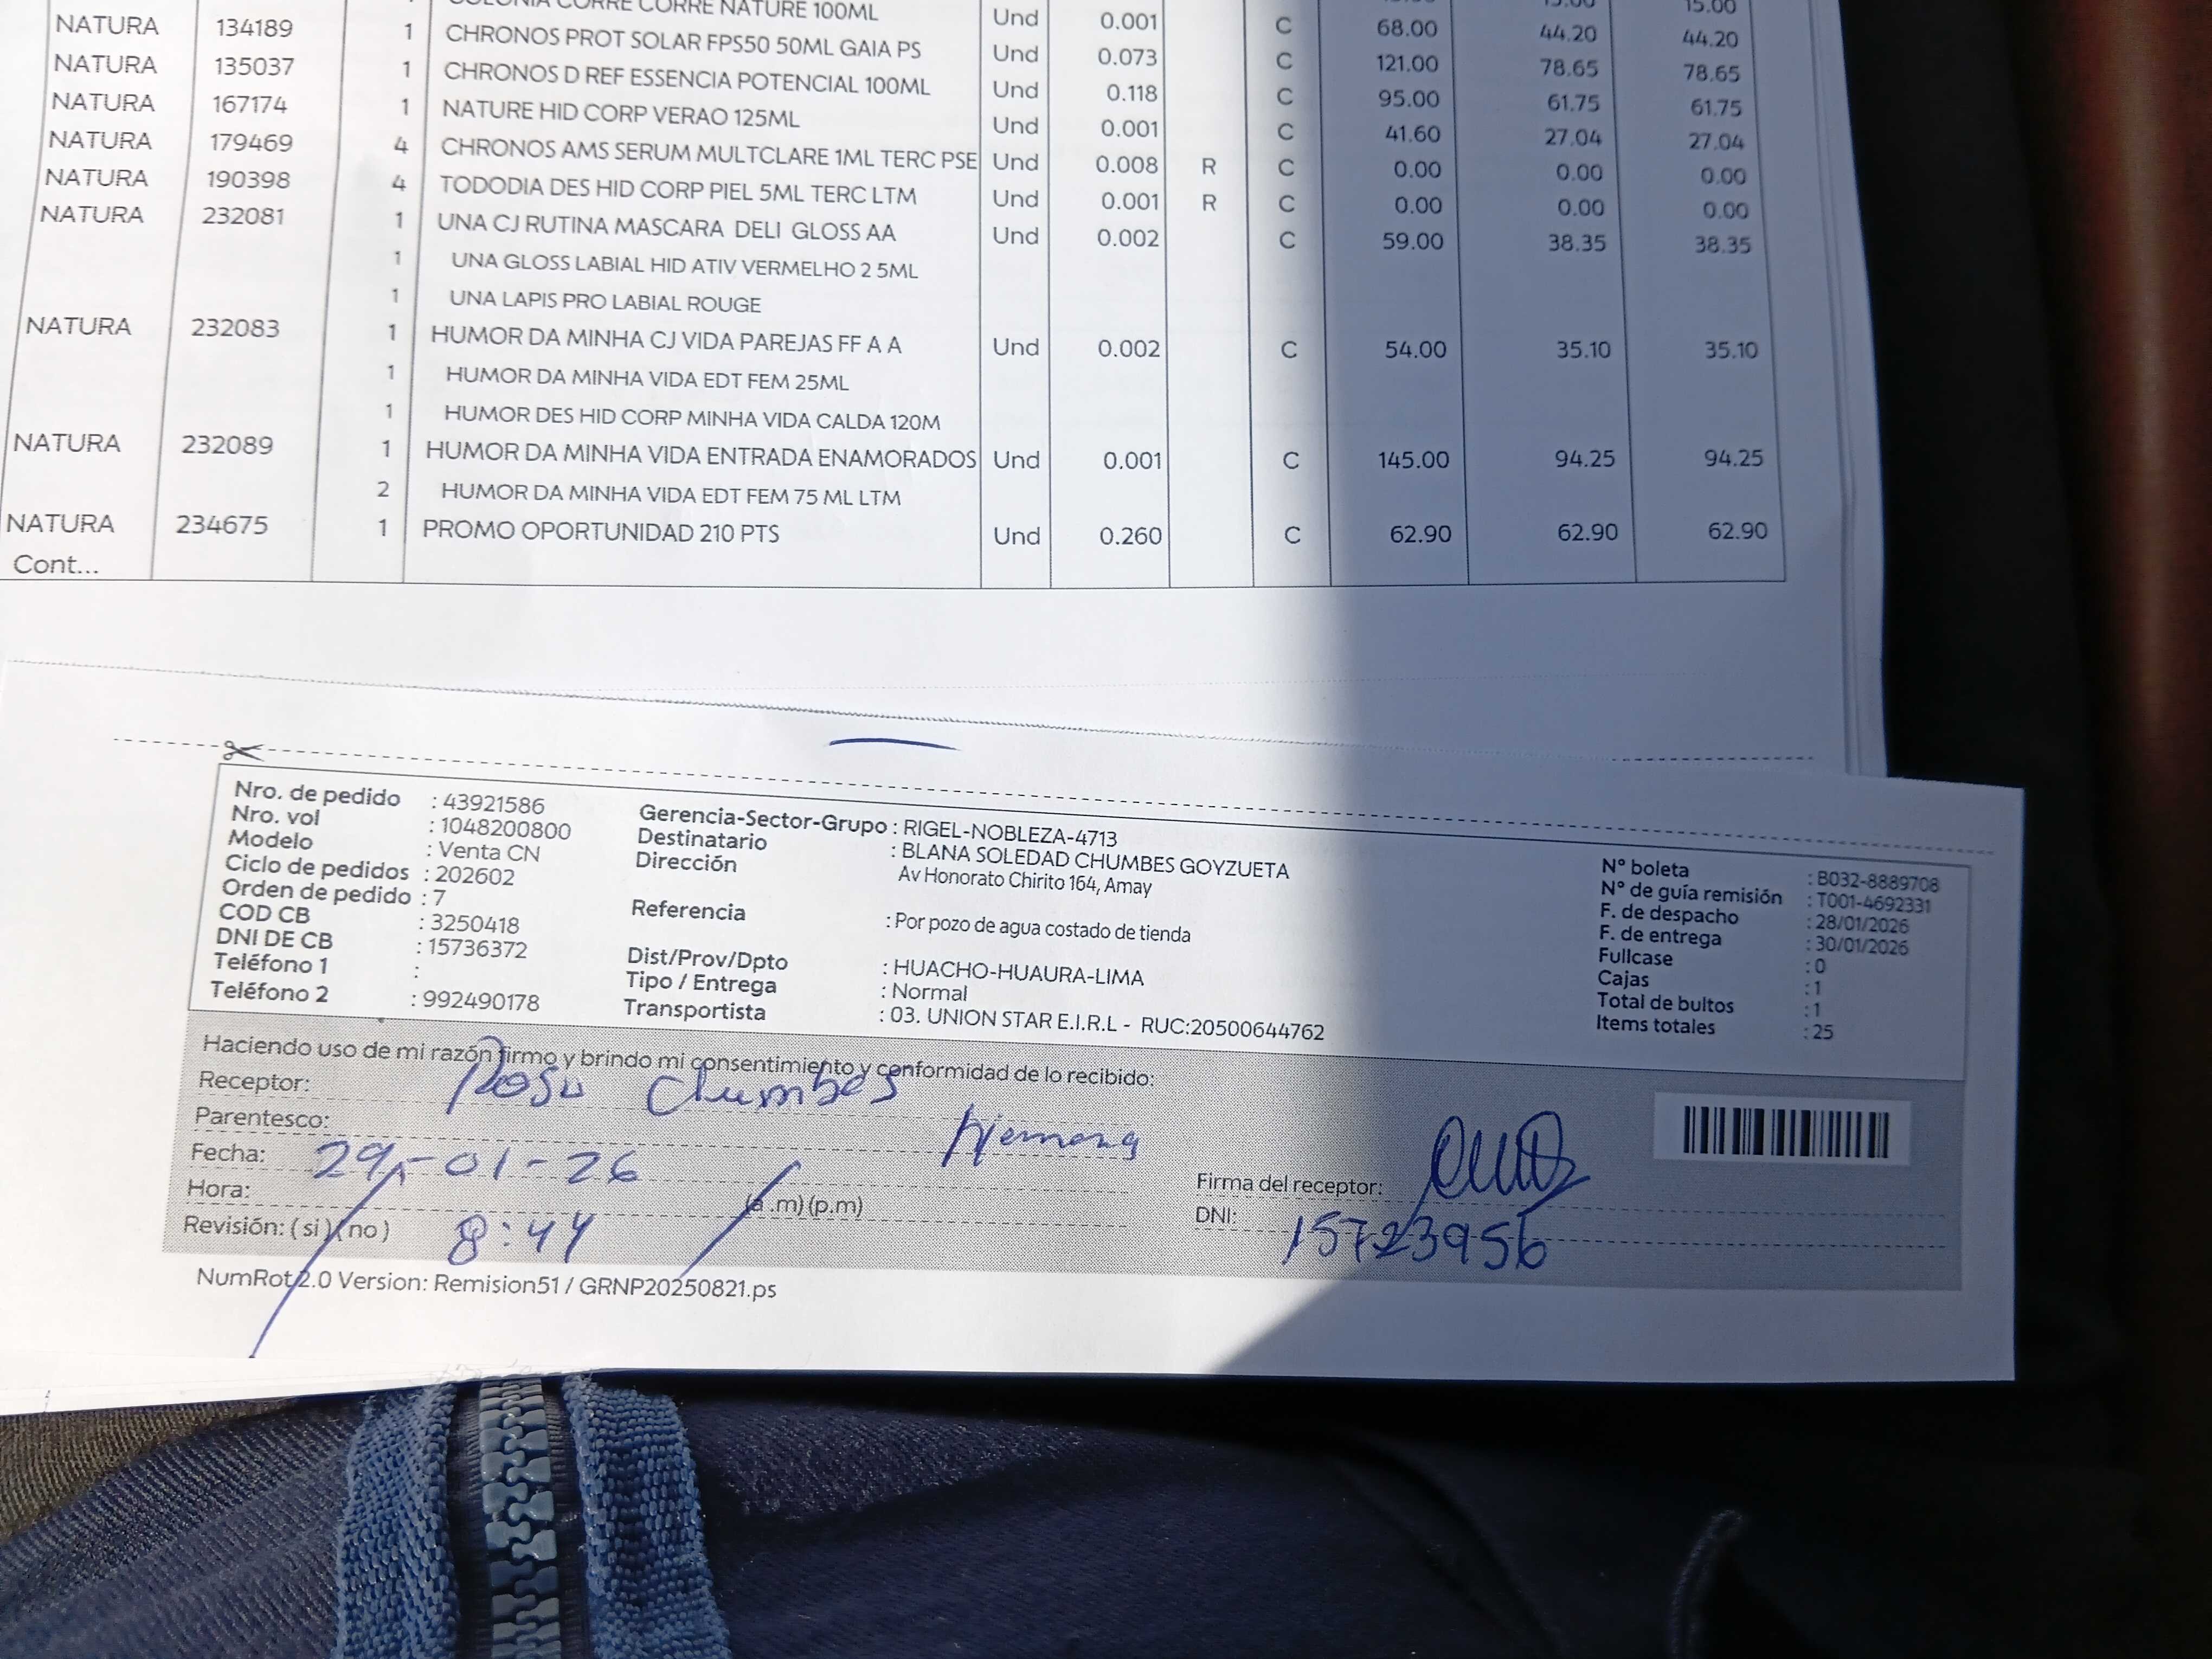 COLONIA CORRE CORRE NATURE 100ML Und 0.001 C 15.00 15.00
NATURA 134189 1 CHRONOS PROT SOLAR FPS50 50ML GAIA PS Und 0.073 C 68.00 44.20 44.20
NATURA 135037 1 CHRONOS D REF ESSENCIA POTENCIAL 100ML Und 0.118 C 121.00 78.65 78.65
NATURA 167174 1 NATURE HID CORP VERAO 125ML Und 0.001 C 95.00 61.75 61.75
NATURA 179469 4 CHRONOS AMS SERUM MULTCLARE 1ML TERC PSE Und 0.008 R C 41.60 27.04 27.04
NATURA 190398 4 TODODIA DES HID CORP PIEL 5ML TERC LTM Und 0.001 R C 0.00 0.00 0.00
NATURA 232081 1 UNA CJ RUTINA MASCARA DELI GLOSS AA Und 0.002 C 0.00 0.00 0.00
59.00 38.35 38.35
1 UNA GLOSS LABIAL HID ATIV VERMELHO 2 5ML
1 UNA LAPIS PRO LABIAL ROUGE
NATURA 232083 1 HUMOR DA MINHA CJ VIDA PAREJAS FF A A Und 0.002 C 54.00 35.10 35.10
1 HUMOR DA MINHA VIDA EDT FEM 25ML
1 HUMOR DES HID CORP MINHA VIDA CALDA 120M
NATURA 232089 1 HUMOR DA MINHA VIDA ENTRADA ENAMORADOS Und 0.001 C 145.00 94.25 94.25
2 HUMOR DA MINHA VIDA EDT FEM 75 ML LTM
NATURA 234675 1 PROMO OPORTUNIDAD 210 PTS Und 0.260 C 62.90 62.90 62.90
Cont...
Nro. de pedido : 43921586
Nro. vol : 1048200800
Modelo : Venta CN
Ciclo de pedidos : 202602
Orden de pedido : 7
COD CB : 3250418
DNI DE CB : 15736372
Teléfono 1 :
Teléfono 2 : 992490178
Gerencia-Sector-Grupo : RIGEL-NOBLEZA-4713
Destinatario : BLANA SOLEDAD CHUMBES GOYZUETA
Dirección Av Honorato Chirito 164, Amay
Referencia : Por pozo de agua costado de tienda
Dist/Prov/Dpto : HUACHO-HUAURA-LIMA
Tipo / Entrega : Normal
Transportista : 03. UNION STAR E.I.R.L - RUC:20500644762
N° boleta : B032-8889708
N° de guía remisión : T001-4692331
F. de despacho : 28/01/2026
F. de entrega : 30/01/2026
Fullcase : 0
Cajas : 1
Total de bultos : 1
Items totales : 25
Haciendo uso de mi razón firmo y brindo mi consentimiento y conformidad de lo recibido:
Receptor: Rosa Chumbes
Parentesco: Hemana
Fecha: 29-01-26
Hora: (a.m) (p.m)
Revisión: ( si ) ( no ) 8:44
Firma del receptor:
DNI: 15723956
NumRot 2.0 Version: Remision51 / GRNP20250821.ps